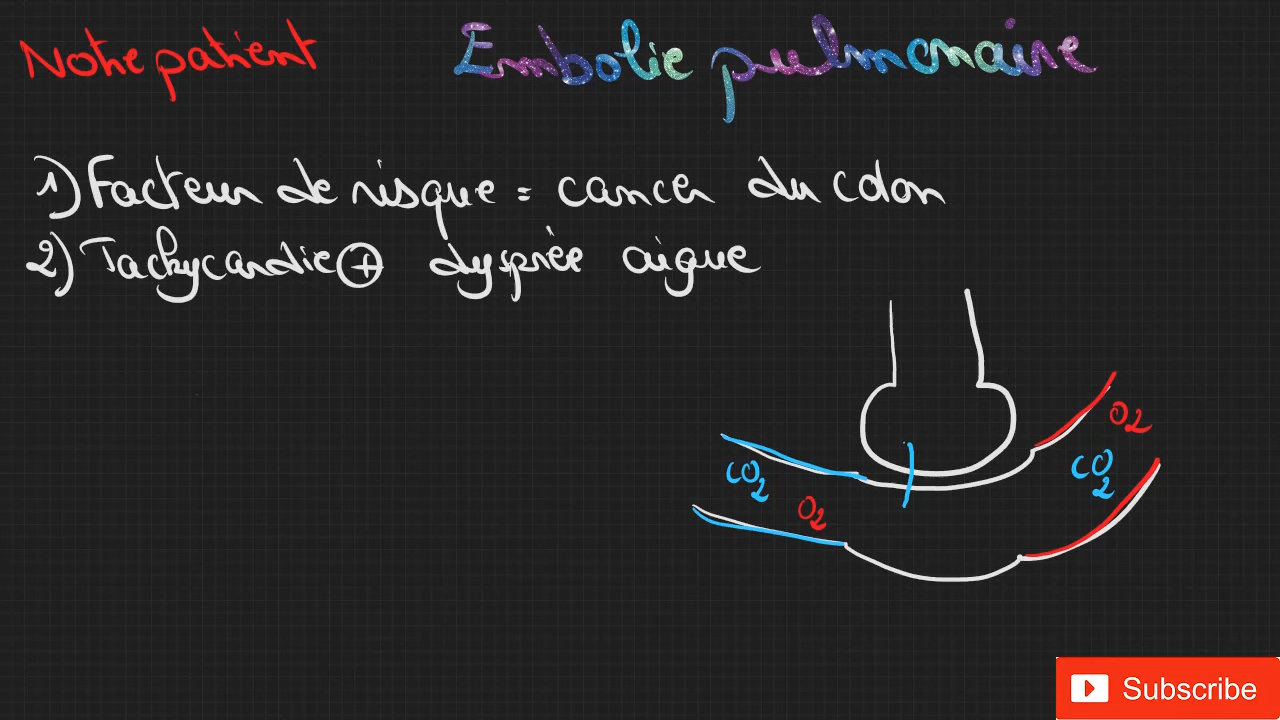 Notre patient
Embolie pulmonaire
1) Facteur de risque = cancer du colon
2) Tachycardie ⊕ dyspnée aigue
O2
CO2
CO2
O2
Subscribe